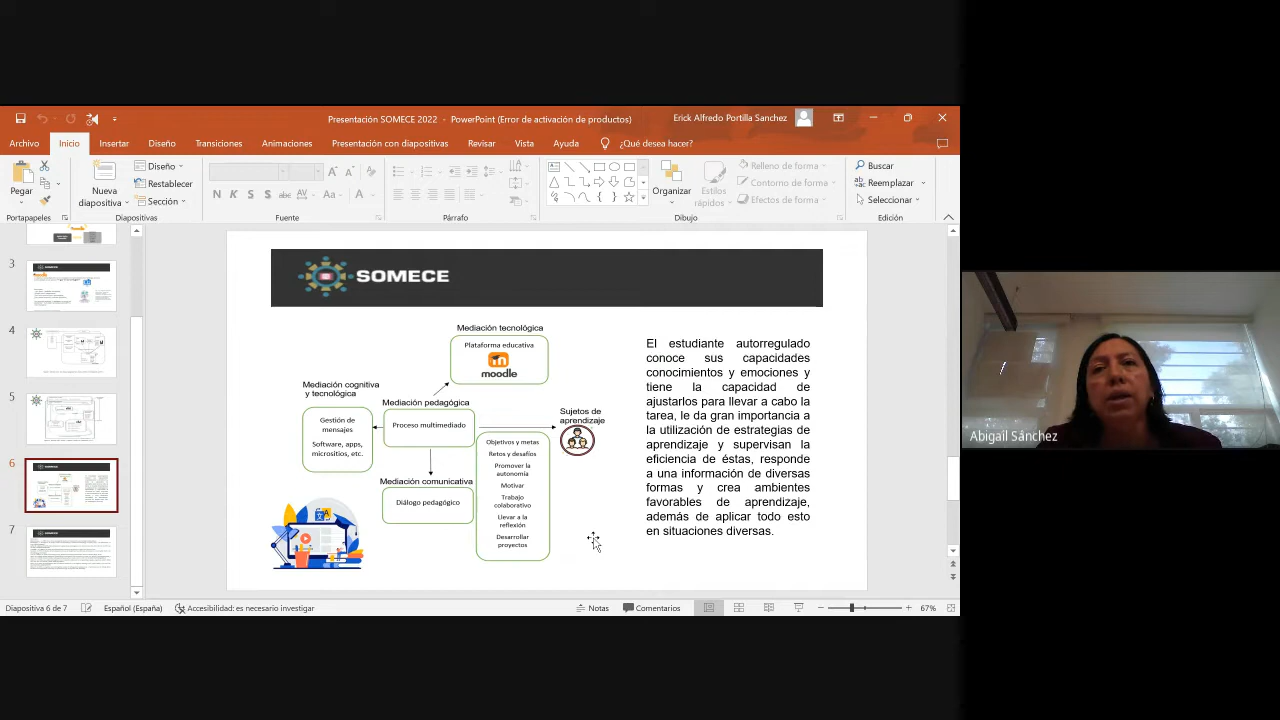 Presentación SOMECE 2022 - PowerPoint (Error de activación de productos)
Erick Alfredo Portilla Sanchez
Archivo
Inicio
Insertar
Diseño
Transiciones
Animaciones
Presentación con diapositivas
Revisar
Vista
Ayuda
¿Qué desea hacer?
Pegar
Nueva
diapositiva
Diseño
Restablecer
Sección
N K S S abc AV Aa A
Organizar
Estilos
rápidos
Relleno de forma
Contorno de forma
Efectos de forma
Buscar
Reemplazar
Seleccionar
Portapapeles
Diapositivas
Fuente
Párrafo
Dibujo
Edición
3
4
5
6
7
SOMECE
Mediación tecnológica
Plataforma educativa
moodle
Mediación cognitiva
y tecnológica
Gestión de
mensajes
Software, apps,
micrositios, etc.
Mediación pedagógica
Proceso multimediado
Sujetos de
aprendizaje
Mediación comunicativa
Diálogo pedagógico
Objetivos y metas
Retos y desafíos
Promover la
autonomía
Motivar
Trabajo
colaborativo
Llevar a la
reflexión
Desarrollar
proyectos
El estudiante autorregulado
conoce sus capacidades
conocimientos y emociones y
tiene la capacidad de
ajustarlos para llevar a cabo la
tarea, le da gran importancia a
la utilización de estrategias de
aprendizaje y supervisan la
eficiencia de éstas, responde
a una información de diversas
formas y crea ambientes
favorables de aprendizaje,
además de aplicar todo esto
en situaciones diversas.
Abigail Sánchez
Diapositiva 6 de 7
Español (España)
Accesibilidad: es necesario investigar
Notas
Comentarios
67%